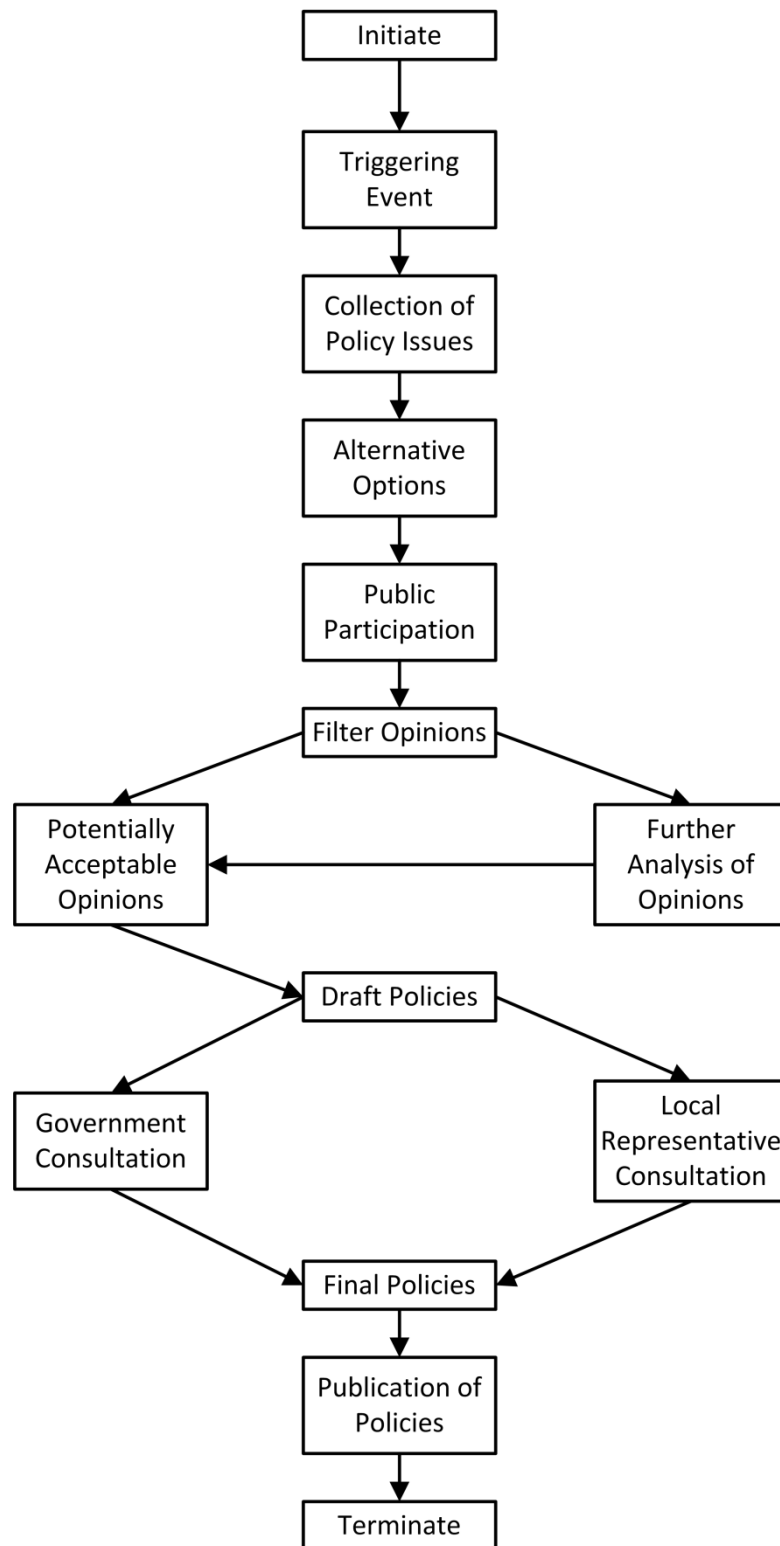 Initiate
Triggering
Event
Collection of
Policy Issues
Alternative
Options
Public
Participation
Filter Opinions
Potentially
Acceptable
Opinions
Further
Analysis of
Opinions
Draft Policies
Government
Consultation
Local
Representative
Consultation
Final Policies
Publication of
Policies
Terminate